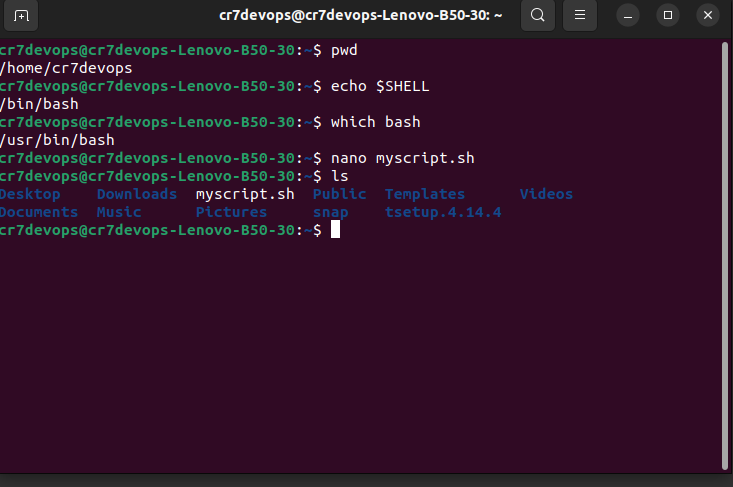 cr7devops@cr7devops-Lenovo-B50-30: ~
cr7devops@cr7devops-Lenovo-B50-30:~$ pwd
/home/cr7devops
cr7devops@cr7devops-Lenovo-B50-30:~$ echo $SHELL
/bin/bash
cr7devops@cr7devops-Lenovo-B50-30:~$ which bash
/usr/bin/bash
cr7devops@cr7devops-Lenovo-B50-30:~$ nano myscript.sh
cr7devops@cr7devops-Lenovo-B50-30:~$ ls
Desktop    Downloads  myscript.sh  Public  Templates      Videos
Documents  Music      Pictures     snap    tsetup.4.14.4
cr7devops@cr7devops-Lenovo-B50-30:~$